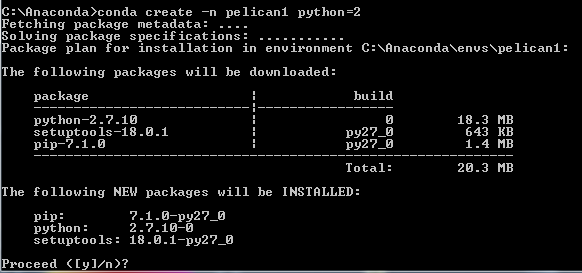 C:\Anaconda>conda create -n pelican1 python=2
Fetching package metadata: ....
Solving package specifications: ...........
Package plan for installation in environment C:\Anaconda\envs\pelican1:
The following packages will be downloaded:
package | build
---------------------------|-----------------
python-2.7.10 | 0 18.3 MB
setuptools-18.0.1 | py27_0 643 KB
pip-7.1.0 | py27_0 1.4 MB
------------------------------------------------------------
Total: 20.3 MB
The following NEW packages will be INSTALLED:
pip: 7.1.0-py27_0
python: 2.7.10-0
setuptools: 18.0.1-py27_0
Proceed ([y]/n)?